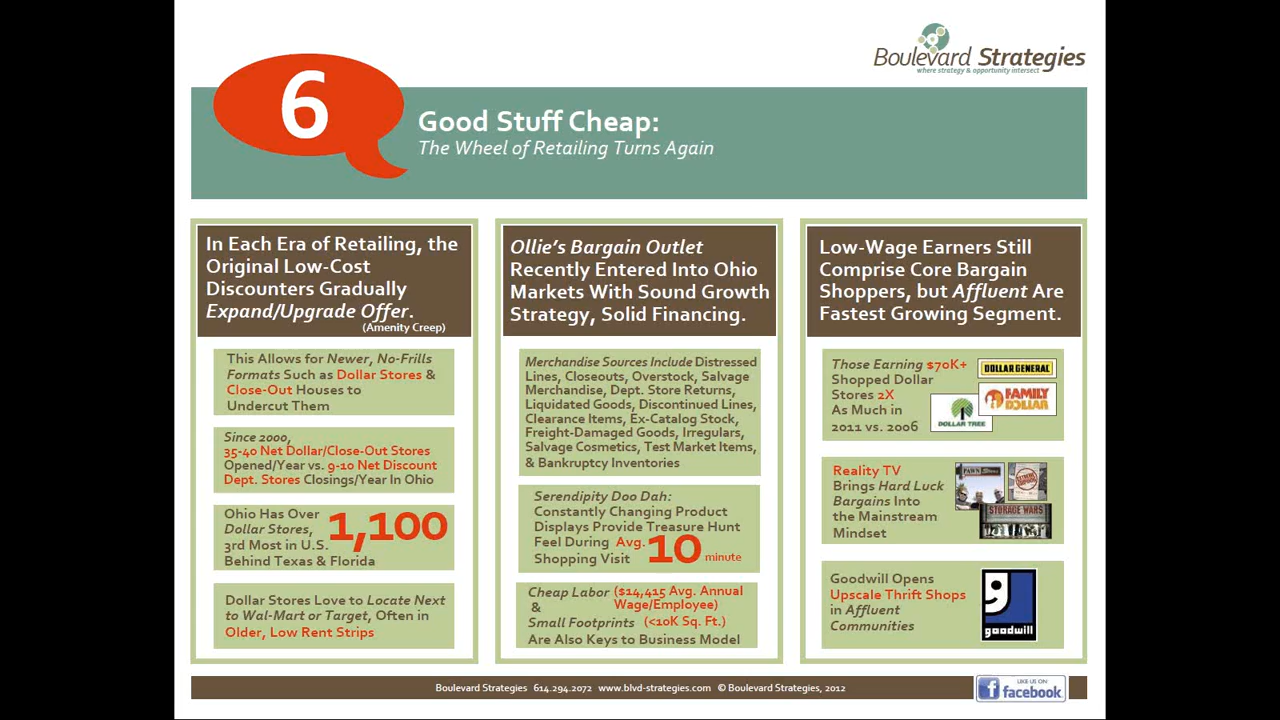 Boulevard Strategies
where strategy & opportunity intersect
6
Good Stuff Cheap:
The Wheel of Retailing Turns Again
In Each Era of Retailing, the
Original Low-Cost
Discounters Gradually
Expand/Upgrade Offer.
(Amenity Creep)
This Allows for Newer, No-Frills
Formats Such as Dollar Stores &
Close-Out Houses to
Undercut Them
Since 2000,
35-40 Net Dollar/Close-Out Stores
Opened/Year vs. 9-10 Net Discount
Dept. Stores Closings/Year In Ohio
Ohio Has Over
Dollar Stores,
1,100
3rd Most in U.S.
Behind Texas & Florida
Dollar Stores Love to Locate Next
to Wal-Mart or Target, Often in
Older, Low Rent Strips
Ollie's Bargain Outlet
Recently Entered Into Ohio
Markets With Sound Growth
Strategy, Solid Financing.
Merchandise Sources Include Distressed
Lines, Closeouts, Overstock, Salvage
Merchandise, Dept. Store Returns,
Liquidated Goods, Discontinued Lines,
Clearance Items, Ex-Catalog Stock,
Freight-Damaged Goods, Irregulars,
Salvage Cosmetics, Test Market Items,
& Bankruptcy Inventories
Serendipity Doo Dah:
Constantly Changing Product
Displays Provide Treasure Hunt
Feel During Avg. 10 minute
Shopping Visit
Cheap Labor ($14,415 Avg. Annual
Wage/Employee)
&
Small Footprints (<10K Sq. Ft.)
Are Also Keys to Business Model
Low-Wage Earners Still
Comprise Core Bargain
Shoppers, but Affluent Are
Fastest Growing Segment.
Those Earning $70K+
Shopped Dollar
Stores 2X
As Much in
2011 vs. 2006
DOLLAR GENERAL
FAMILY
DOLLAR
DOLLAR TREE
Reality TV
Brings Hard Luck
Bargains Into
the Mainstream
Mindset
PAWN
STORAGE WARS
Goodwill Opens
Upscale Thrift Shops
in Affluent
Communities
goodwill
Boulevard Strategies 614.294.2072 www.blvd-strategies.com © Boulevard Strategies, 2012
LIKE US ON
facebook